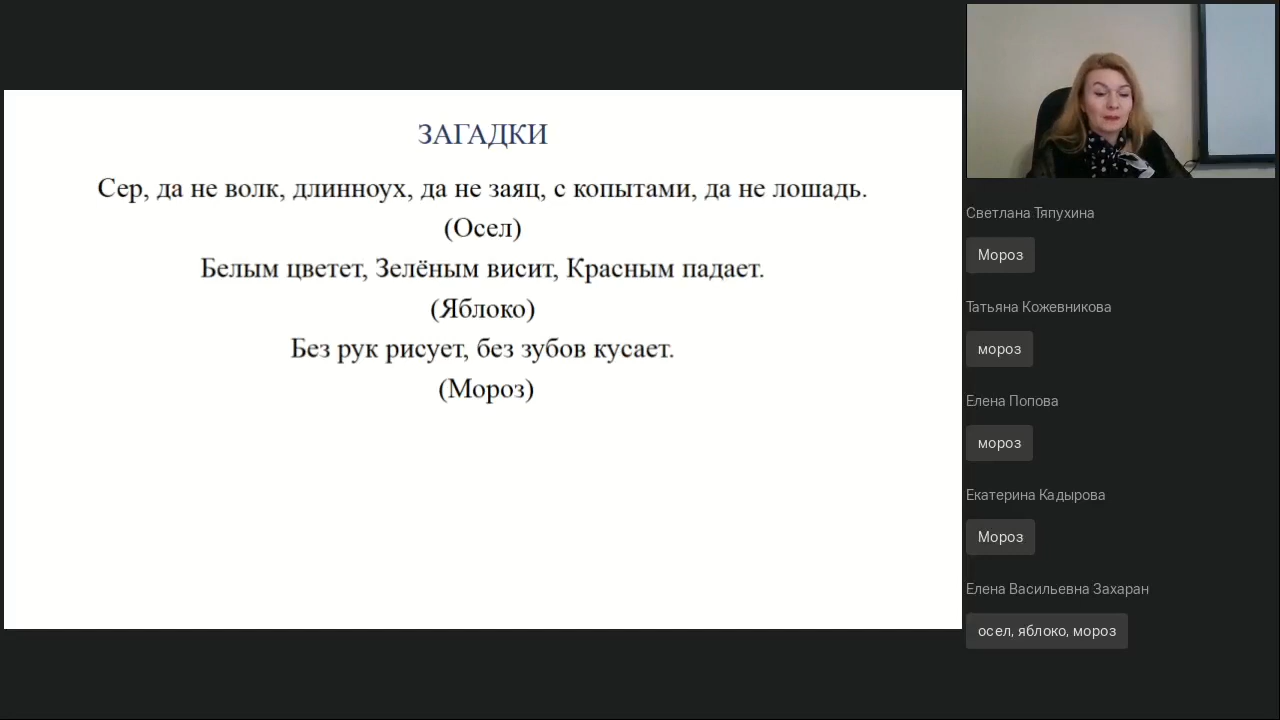 ЗАГАДКИ
Сер, да не волк, длинноух, да не заяц, с копытами, да не лошадь.
(Осел)
Белым цветет, Зелёным висит, Красным падает.
(Яблоко)
Без рук рисует, без зубов кусает.
(Мороз)
Светлана Тяпухина
Мороз
Татьяна Кожевникова
мороз
Елена Попова
мороз
Екатерина Кадырова
Мороз
Елена Васильевна Захаран
осел, яблоко, мороз